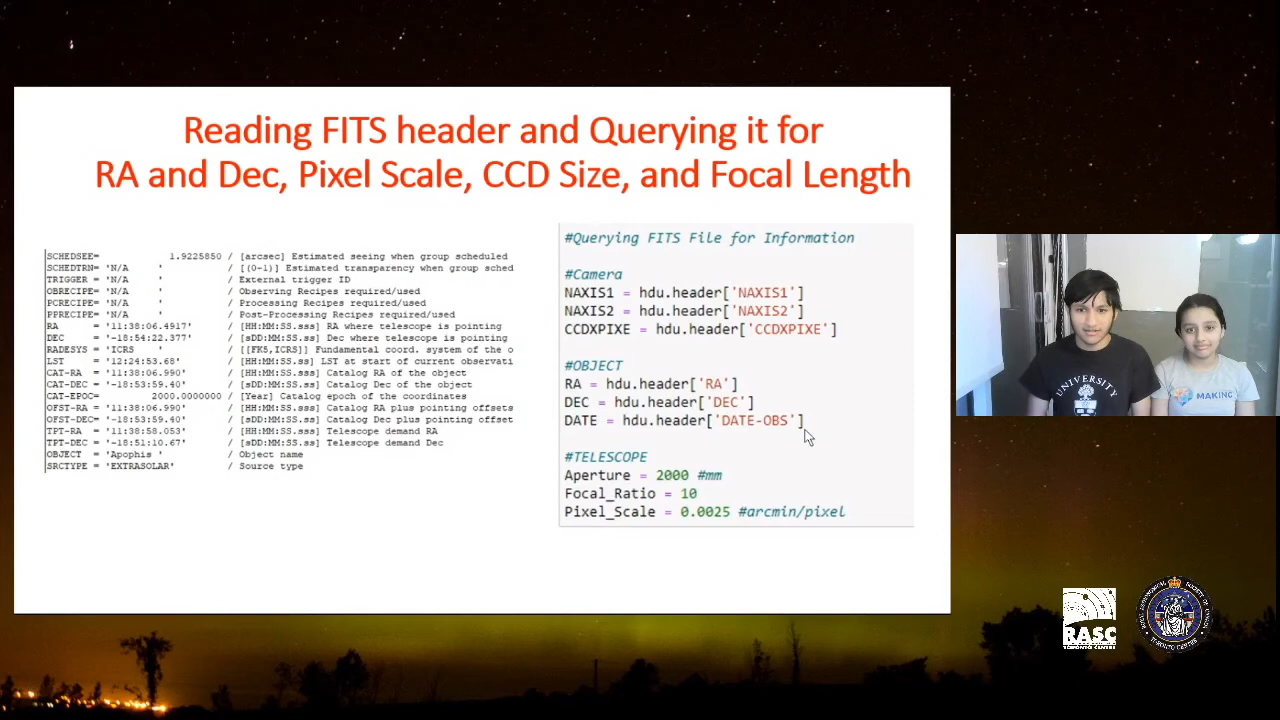 Reading FITS header and Querying it for
RA and Dec, Pixel Scale, CCD Size, and Focal Length
SCHEDSEE= 1.9225850 / [arcsec] Estimated seeing when group scheduled
SCHEDTRN= 'N/A ' / [(0-1)] Estimated transparency when group sched
TRIGGER = 'N/A ' / External trigger ID
OBRECIPE= 'N/A ' / Observing Recipes required/used
PCRECIPE= 'N/A ' / Processing Recipes required/used
PPRECIPE= 'N/A ' / Post-Processing Recipes required/used
RA = '11:38:06.4917' / [HH:MM:SS.sss] RA where telescope is pointing
DEC = '-18:54:22.377' / [sDD:MM:SS.sss] Dec where telescope is pointing
RADESYS = 'ICRS ' / [[FK5,ICRS]] Fundamental coord. system of the o
LST = '12:24:53.68' / [HH:MM:SS.ss] LST at start of current observati
CAT-RA = '11:38:06.990' / [HH:MM:SS.sss] Catalog RA of the object
CAT-DEC = '-18:53:59.40' / [sDD:MM:SS.ss] Catalog Dec of the object
CAT-EPOC= 2000.0000000 / [Year] Catalog epoch of the coordinates
OFST-RA = '11:38:06.990' / [HH:MM:SS.sss] Catalog RA plus pointing offsets
OFST-DEC= '-18:53:59.40' / [sDD:MM:SS.ss] Catalog Dec plus pointing offset
TPT-RA = '11:38:58.053' / [HH:MM:SS.sss] Telescope demand RA
TPT-DEC = '-18:51:10.67' / [sDD:MM:SS.ss] Telescope demand Dec
OBJECT = 'Apophis ' / Object name
SRCTYPE = 'EXTRASOLAR' / Source type
#Querying FITS File for Information
#Camera
NAXIS1 = hdu.header['NAXIS1']
NAXIS2 = hdu.header['NAXIS2']
CCDXPIXE = hdu.header['CCDXPIXE']
#OBJECT
RA = hdu.header['RA']
DEC = hdu.header['DEC']
DATE = hdu.header['DATE-OBS']
#TELESCOPE
Aperture = 2000 #mm
Focal_Ratio = 10
Pixel_Scale = 0.0025 #arcmin/pixel
UNIVERSITY
MAKING
RASC
TORONTO CENTRE
ROYAL ASTRONOMICAL SOCIETY OF CANADA
TORONTO CENTRE